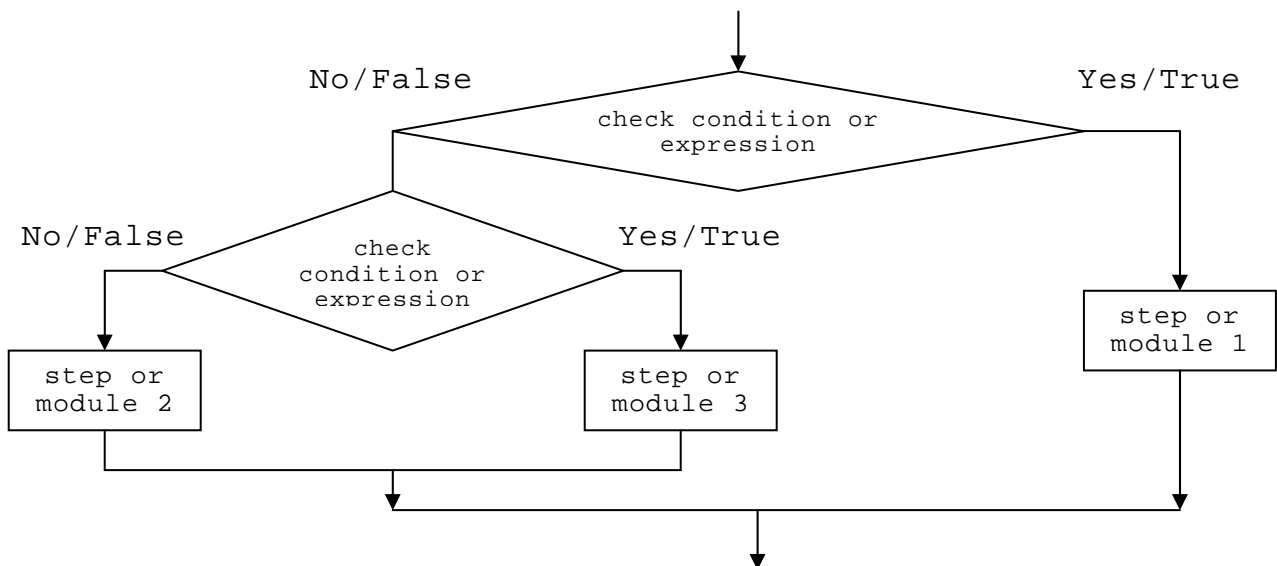 No/False
Yes/True
check condition or
expression
No/False
Yes/True
check
condition or
expression
step or
module 1
step or
module 2
step or
module 3